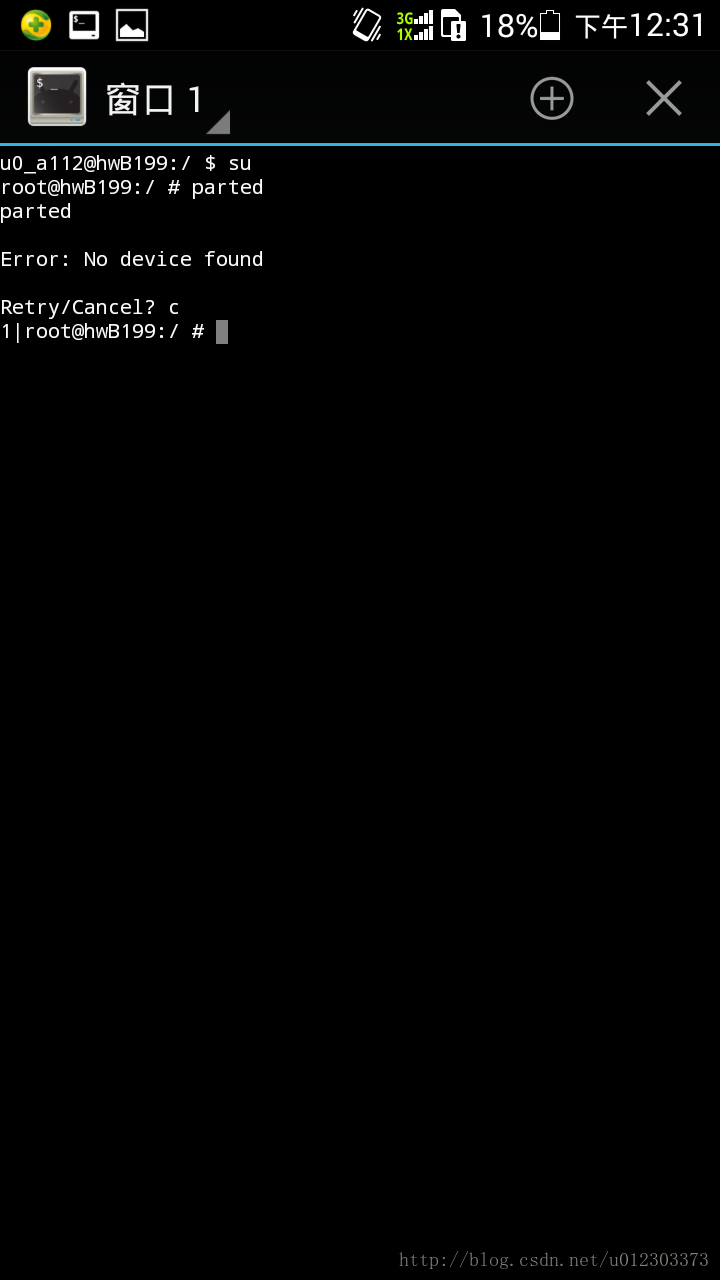 3G
1X
18%
下午12:31
$ _
窗口 1
u0_a112@hwB199:/ $ su
root@hwB199:/ # parted
parted
Error: No device found
Retry/Cancel? c
1|root@hwB199:/ #
http://blog.csdn.net/u012303373